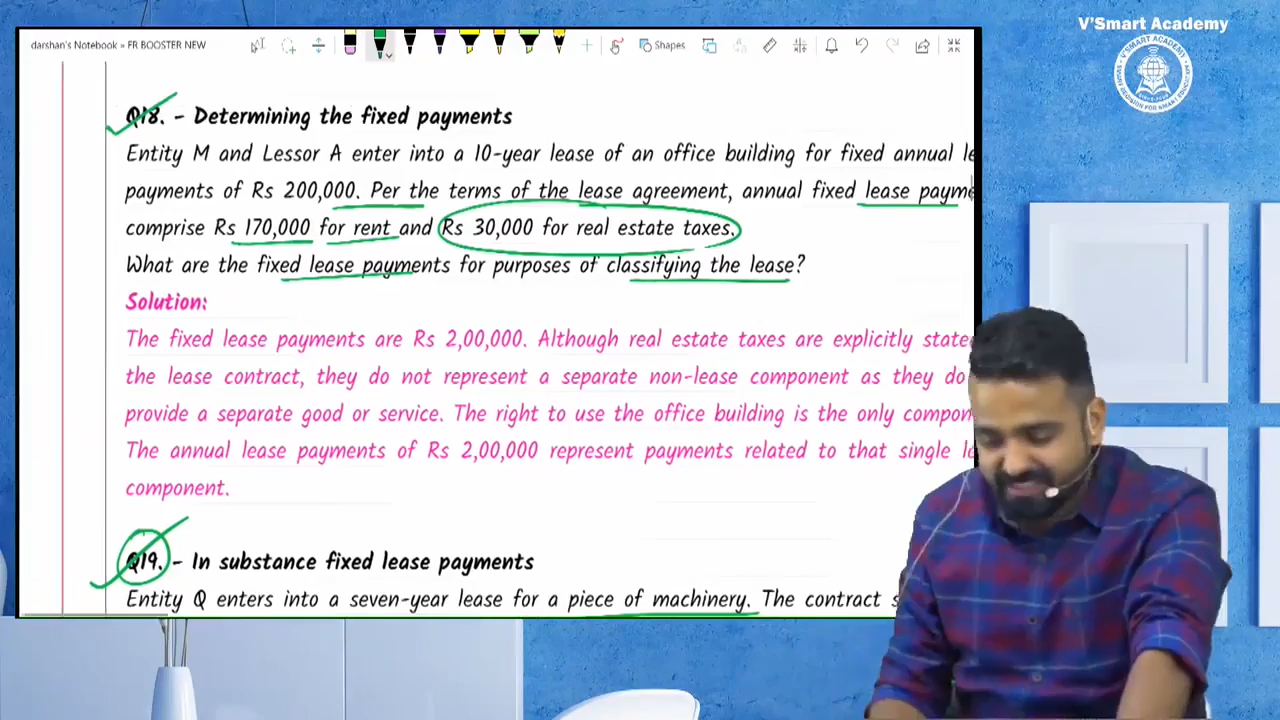 V'Smart Academy
darshan's Notebook » FR BOOSTER NEW
Shapes
Q18. - Determining the fixed payments
Entity M and Lessor A enter into a 10-year lease of an office building for fixed annual le
payments of Rs 200,000. Per the terms of the lease agreement, annual fixed lease payme
comprise Rs 170,000 for rent and Rs 30,000 for real estate taxes.
What are the fixed lease payments for purposes of classifying the lease?
Solution:
The fixed lease payments are Rs 2,00,000. Although real estate taxes are explicitly state
the lease contract, they do not represent a separate non-lease component as they do
provide a separate good or service. The right to use the office building is the only compon
The annual lease payments of Rs 2,00,000 represent payments related to that single le
component.
Q19. - In substance fixed lease payments
Entity Q enters into a seven-year lease for a piece of machinery. The contract s